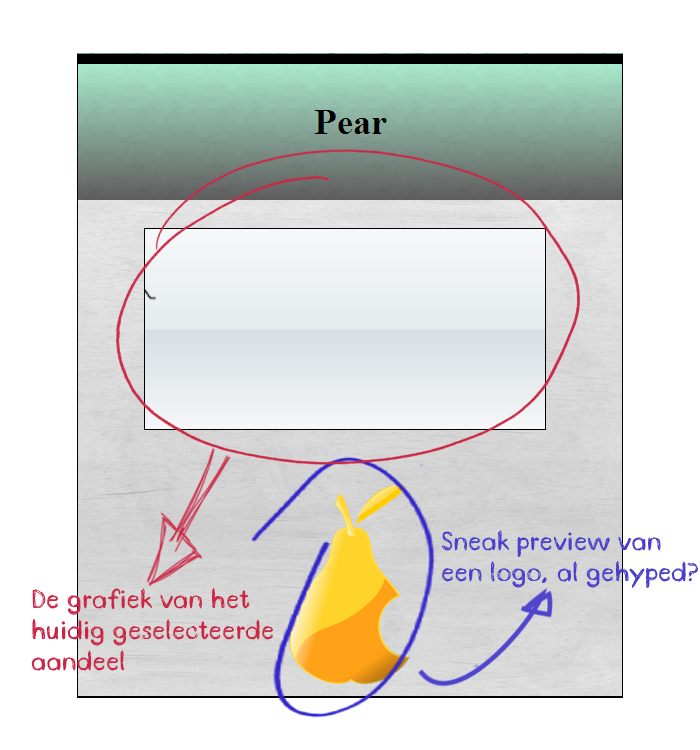 Pear
Sneak preview van
een logo, al gehyped?
De grafiek van het
huidig geselecteerde
aandeel